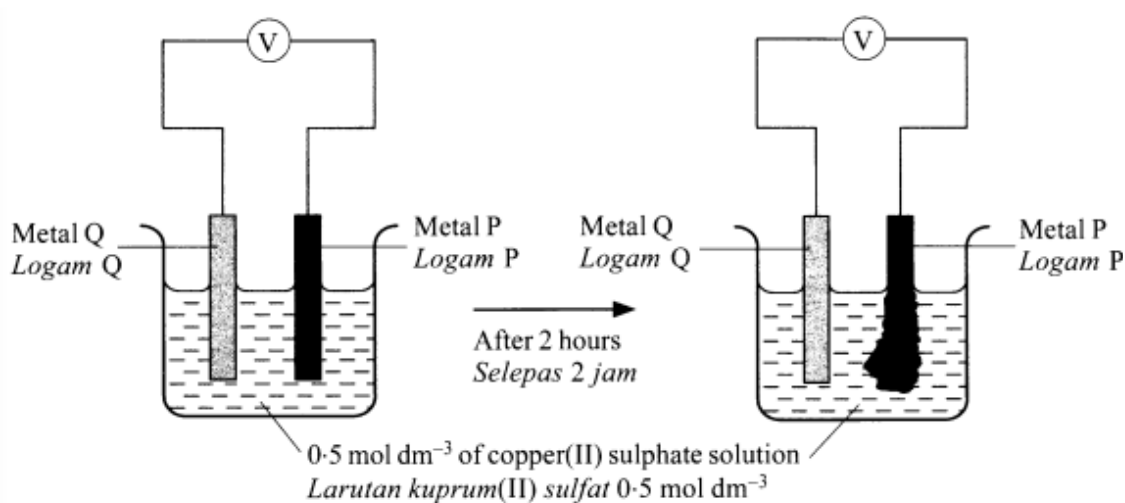 V
V
Metal Q
Logam Q
Metal P
Logam P
Metal Q
Logam Q
Metal P
Logam P
After 2 hours
Selepas 2 jam
0·5 mol dm⁻³ of copper(II) sulphate solution
Larutan kuprum(II) sulfat 0·5 mol dm⁻³